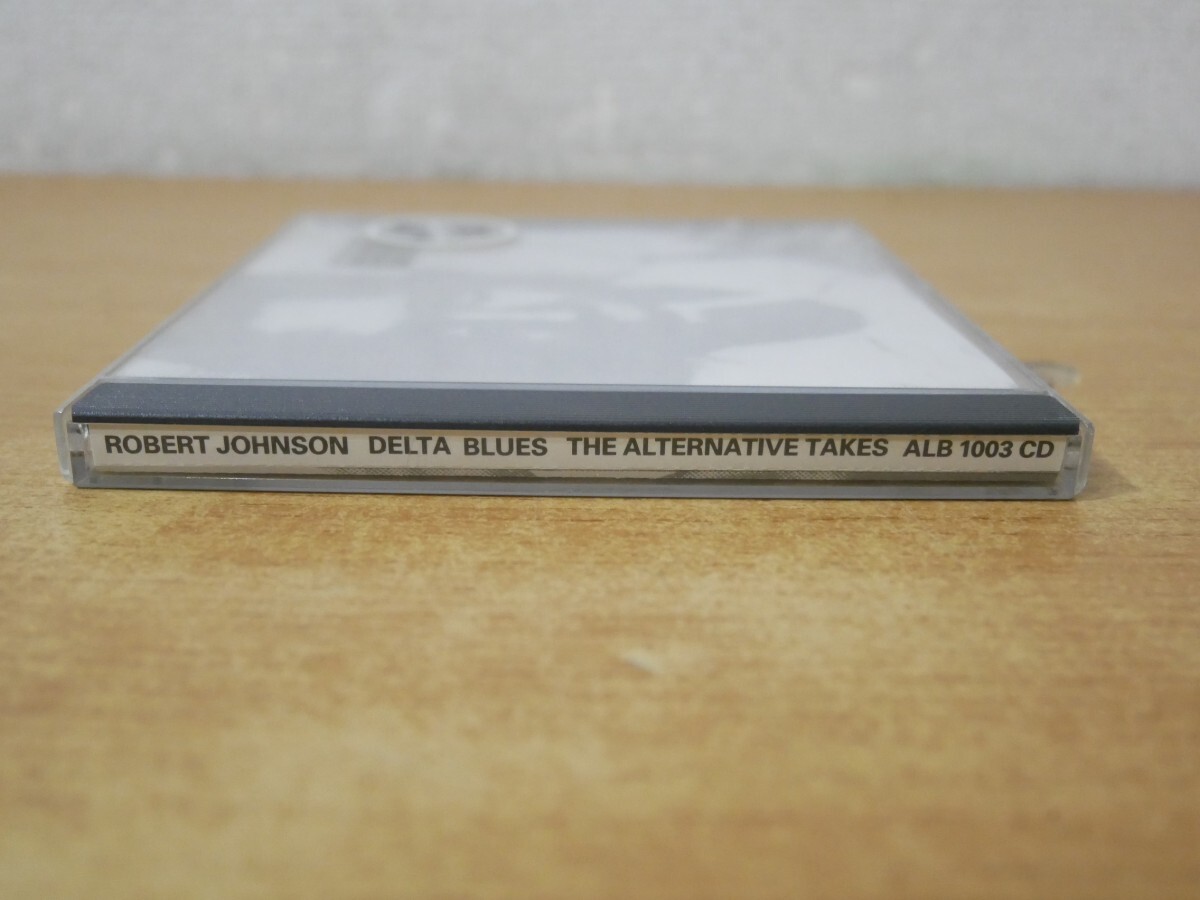 ROBERT JOHNSON DELTA BLUES THE ALTERNATIVE TAKES ALB 1003 CD